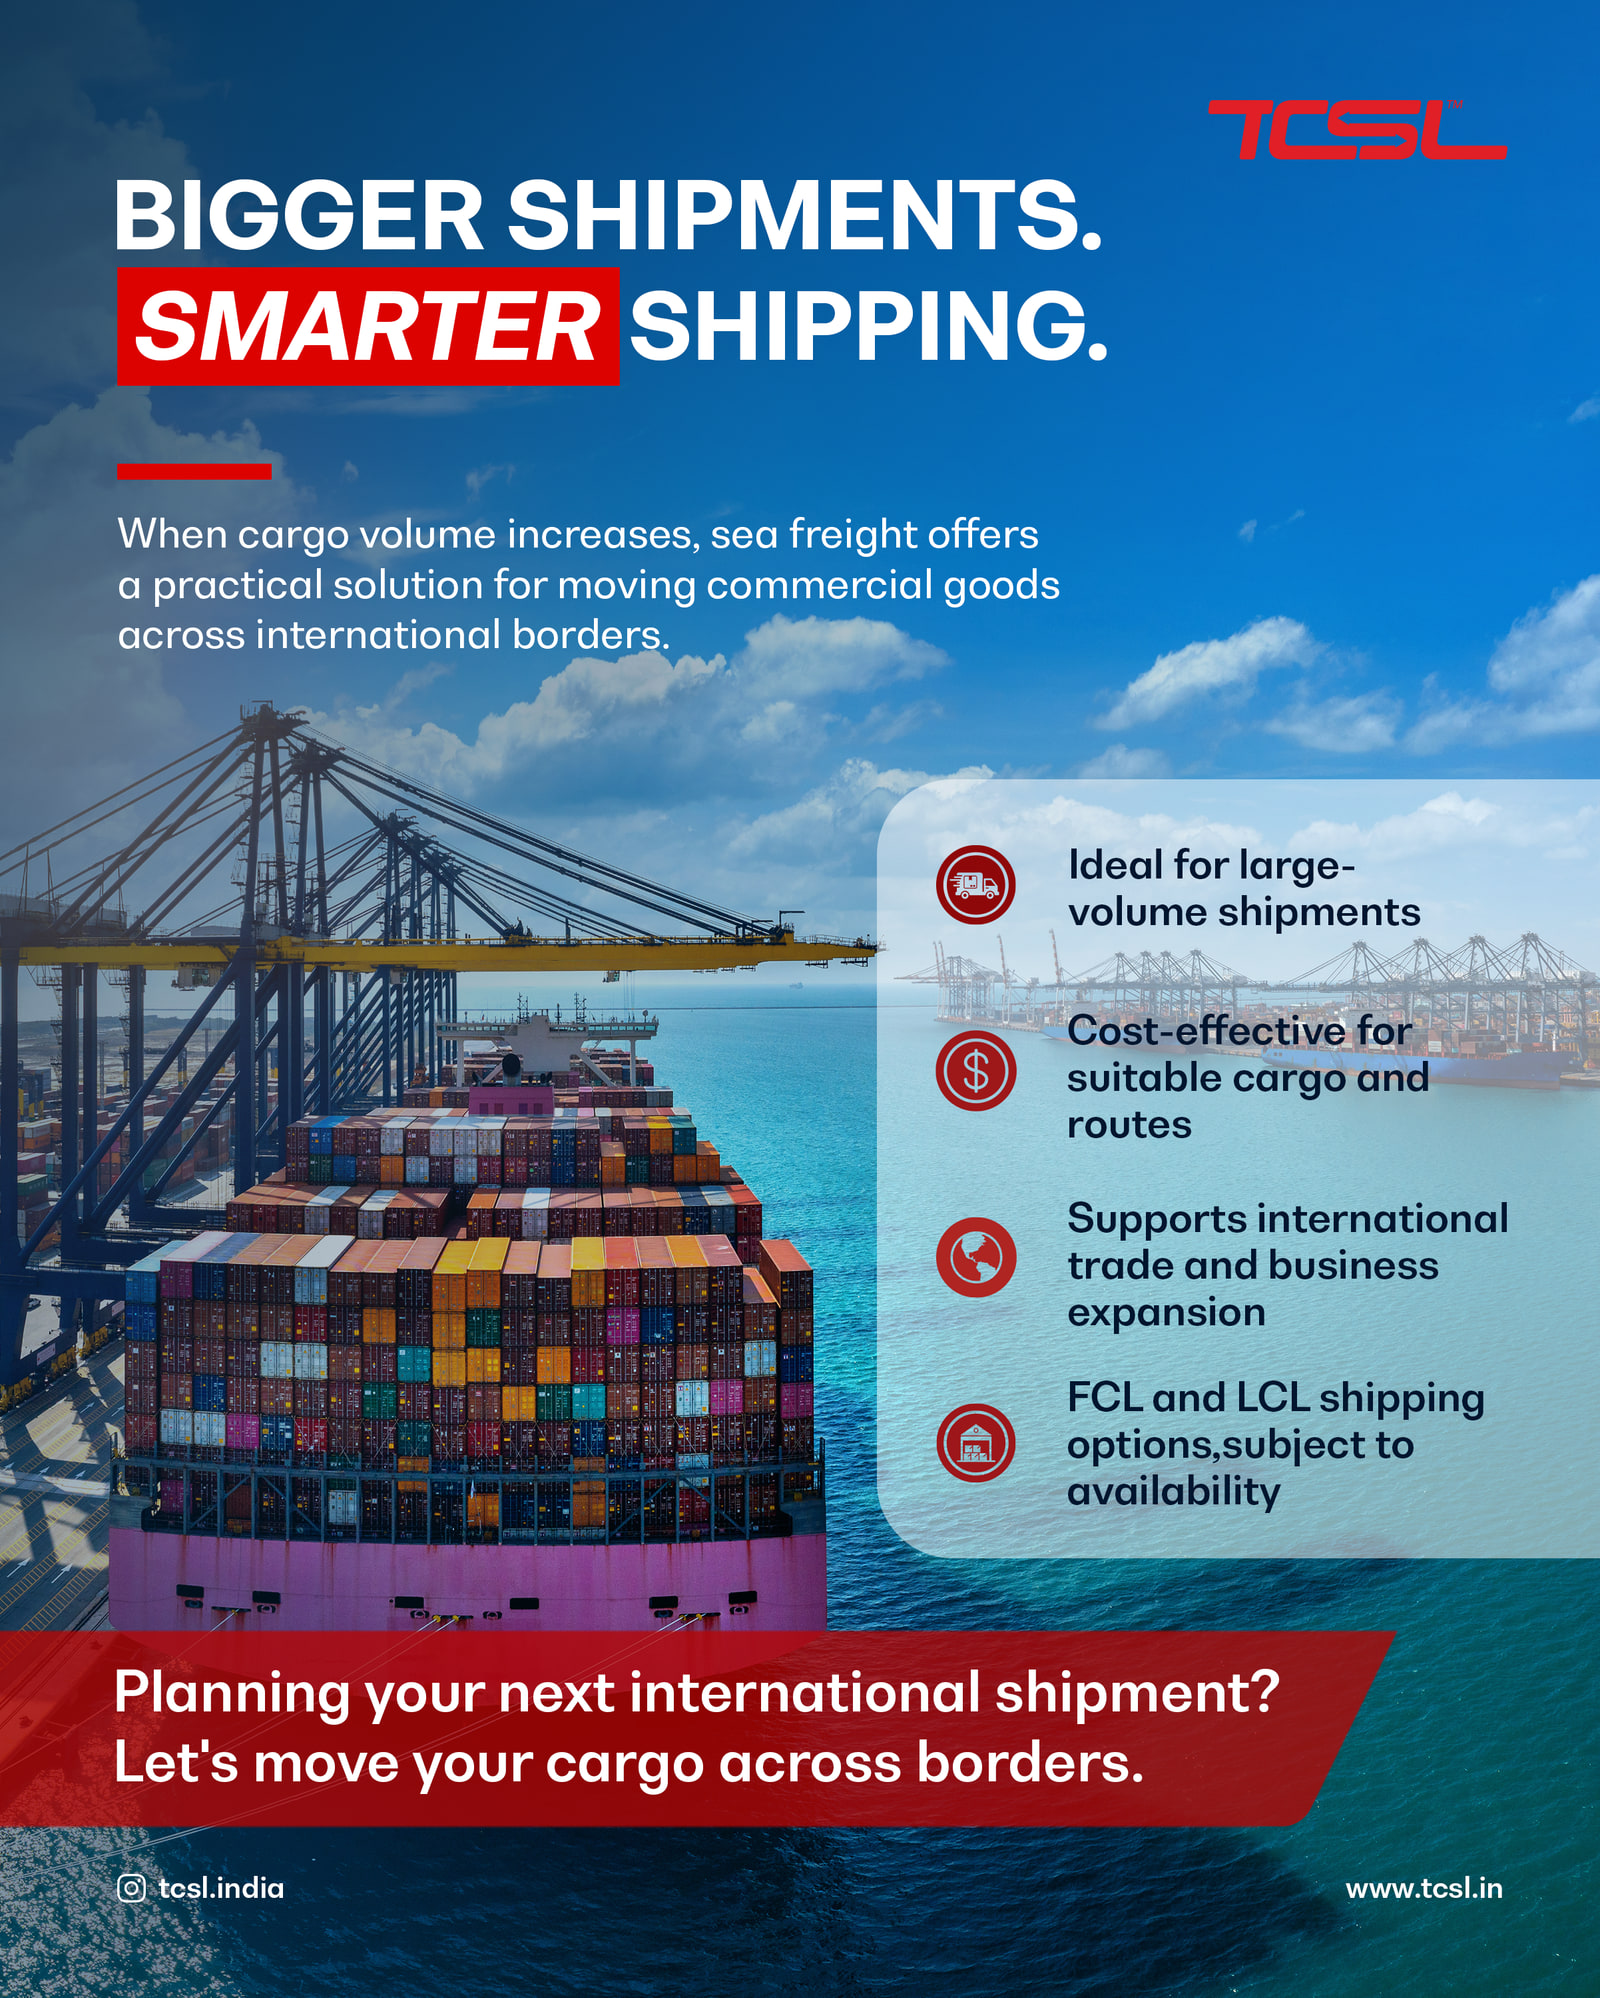 TCSL™
BIGGER SHIPMENTS.
SMARTER SHIPPING.
When cargo volume increases, sea freight offers
a practical solution for moving commercial goods
across international borders.
Ideal for large-
volume shipments
Cost-effective for
suitable cargo and
routes
Supports international
trade and business
expansion
FCL and LCL shipping
options,subject to
availability
Planning your next international shipment?
Let's move your cargo across borders.
tcsl.india
www.tcsl.in